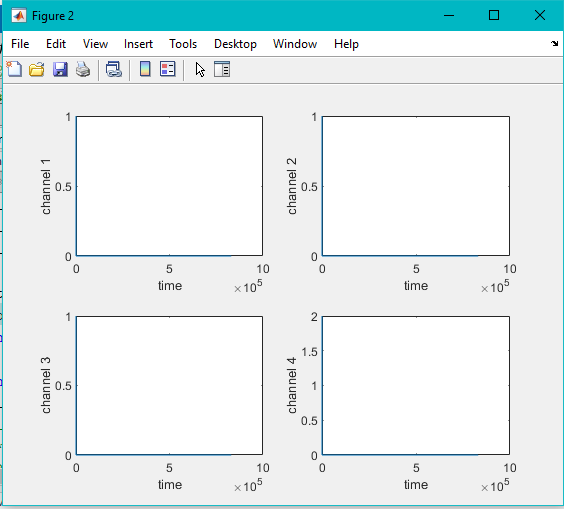 Figure 2
File Edit View Insert Tools Desktop Window Help
1
0.5
0
channel 1
0 5 10
time
×10^5
1
0.5
0
channel 2
0 5 10
time
×10^5
1
0.5
0
channel 3
0 5 10
time
×10^5
2
1.5
1
0.5
0
channel 4
0 5 10
time
×10^5